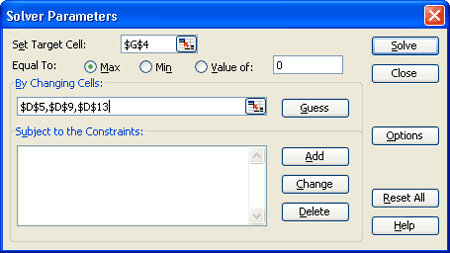 Solver Parameters
Set Target Cell: $G$4 Solve
Equal To: Max Min Value of: 0 Close
By Changing Cells:
$D$5,$D$9,$D$13 Guess
Subject to the Constraints: Options
Add
Change Reset All
Delete Help